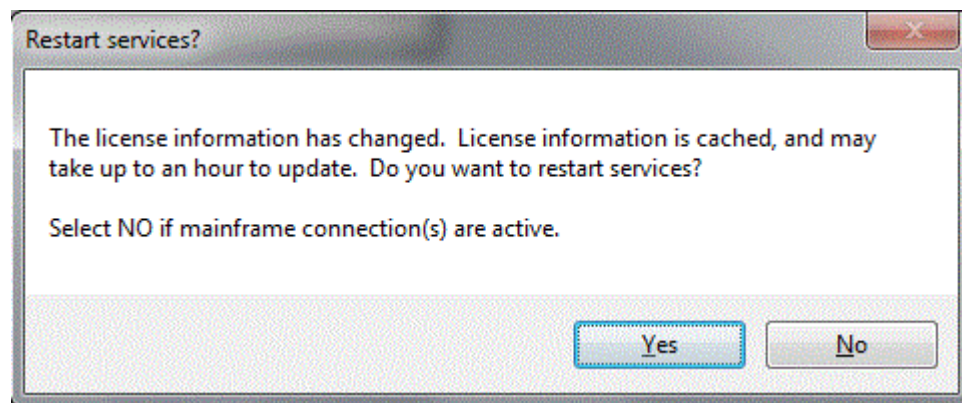 Restart services?
The license information has changed.  License information is cached, and may
take up to an hour to update.  Do you want to restart services?
Select NO if mainframe connection(s) are active.
Yes
No